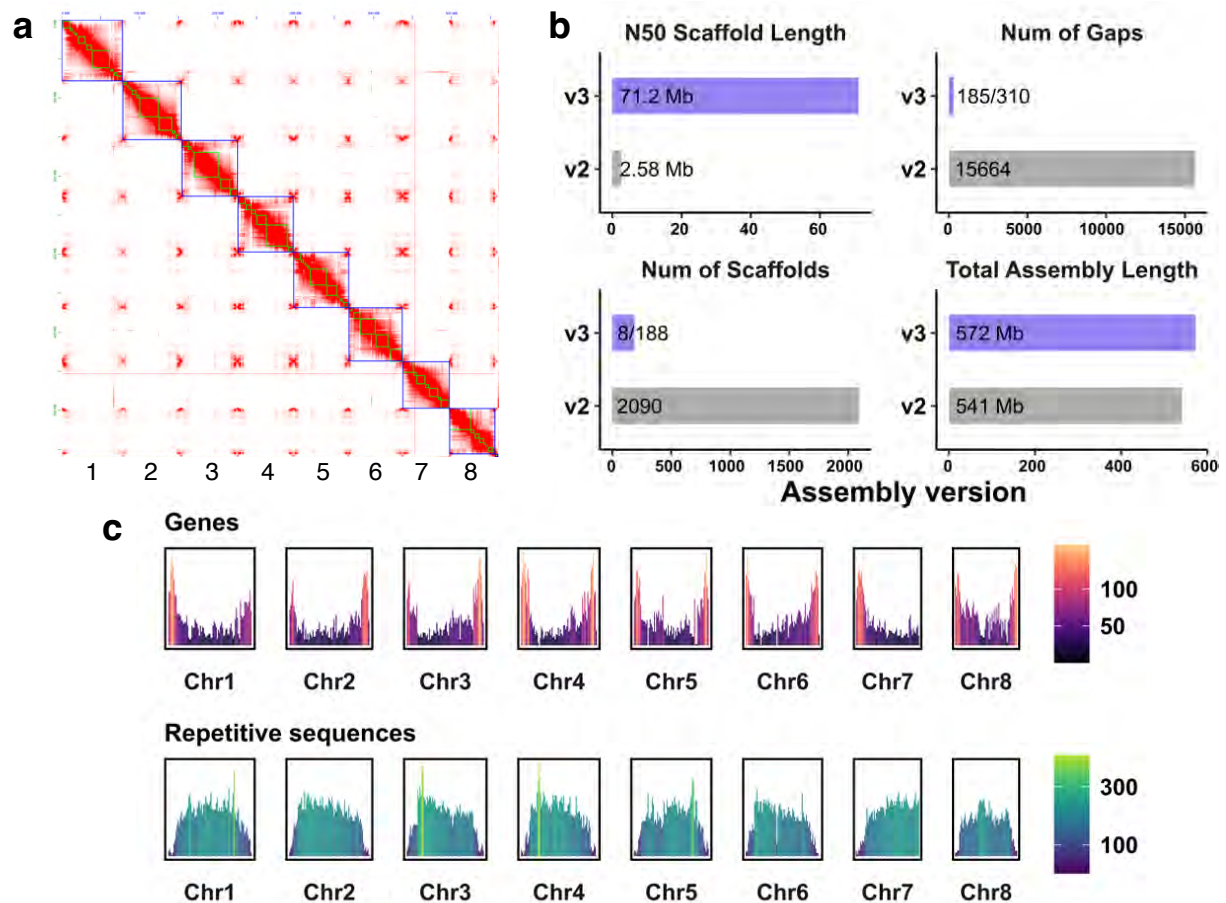 a
1 2 3 4 5 6 7 8
b
N50 Scaffold Length
v3 71.2 Mb
v2 2.58 Mb
0 20 40 60
Num of Gaps
v3 185/310
v2 15664
0 5000 10000 15000
Num of Scaffolds
v3 8/188
v2 2090
0 500 1000 1500 2000
Total Assembly Length
v3 572 Mb
v2 541 Mb
0 200 400 600
Assembly version
c
Genes
100
50
Chr1 Chr2 Chr3 Chr4 Chr5 Chr6 Chr7 Chr8
Repetitive sequences
300
100
Chr1 Chr2 Chr3 Chr4 Chr5 Chr6 Chr7 Chr8